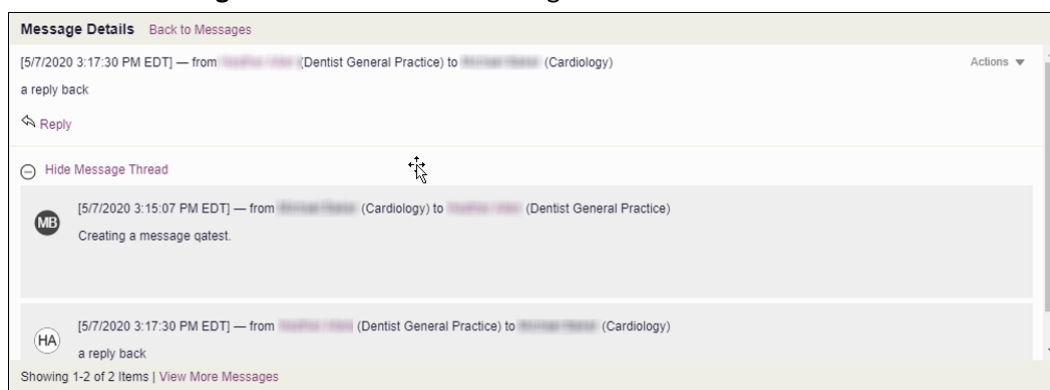 Message Details Back to Messages
[5/7/2020 3:17:30 PM EDT] — from (Dentist General Practice) to (Cardiology) Actions ▼
a reply back
Reply
Hide Message Thread
[5/7/2020 3:15:07 PM EDT] — from (Cardiology) to (Dentist General Practice)
MB
Creating a message qatest.
[5/7/2020 3:17:30 PM EDT] — from (Dentist General Practice) to (Cardiology)
HA
a reply back
Showing 1-2 of 2 Items | View More Messages